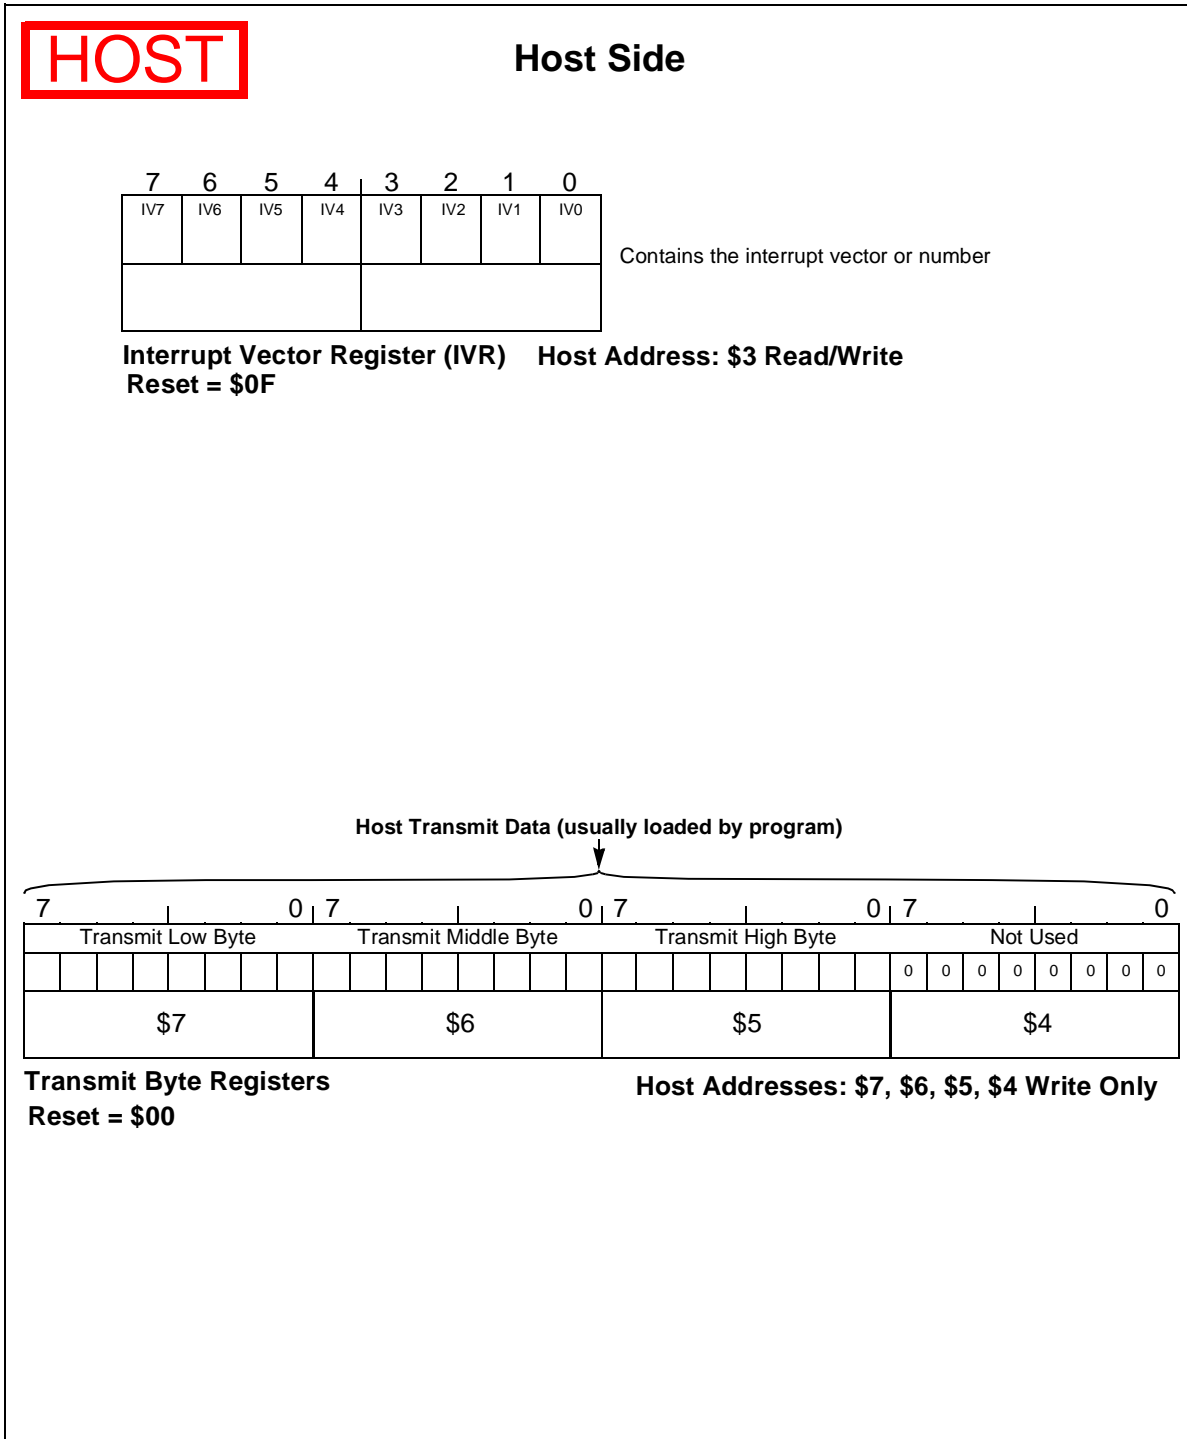 HOST
Host Side
7 6 5 4 3 2 1 0
IV7 IV6 IV5 IV4 IV3 IV2 IV1 IV0
Contains the interrupt vector or number
Interrupt Vector Register (IVR) Host Address: $3 Read/Write
Reset = $0F
Host Transmit Data (usually loaded by program)
7 0 7 0 7 0 7 0
Transmit Low Byte Transmit Middle Byte Transmit High Byte Not Used
0 0 0 0 0 0 0 0
$7 $6 $5 $4
Transmit Byte Registers Host Addresses: $7, $6, $5, $4 Write Only
Reset = $00